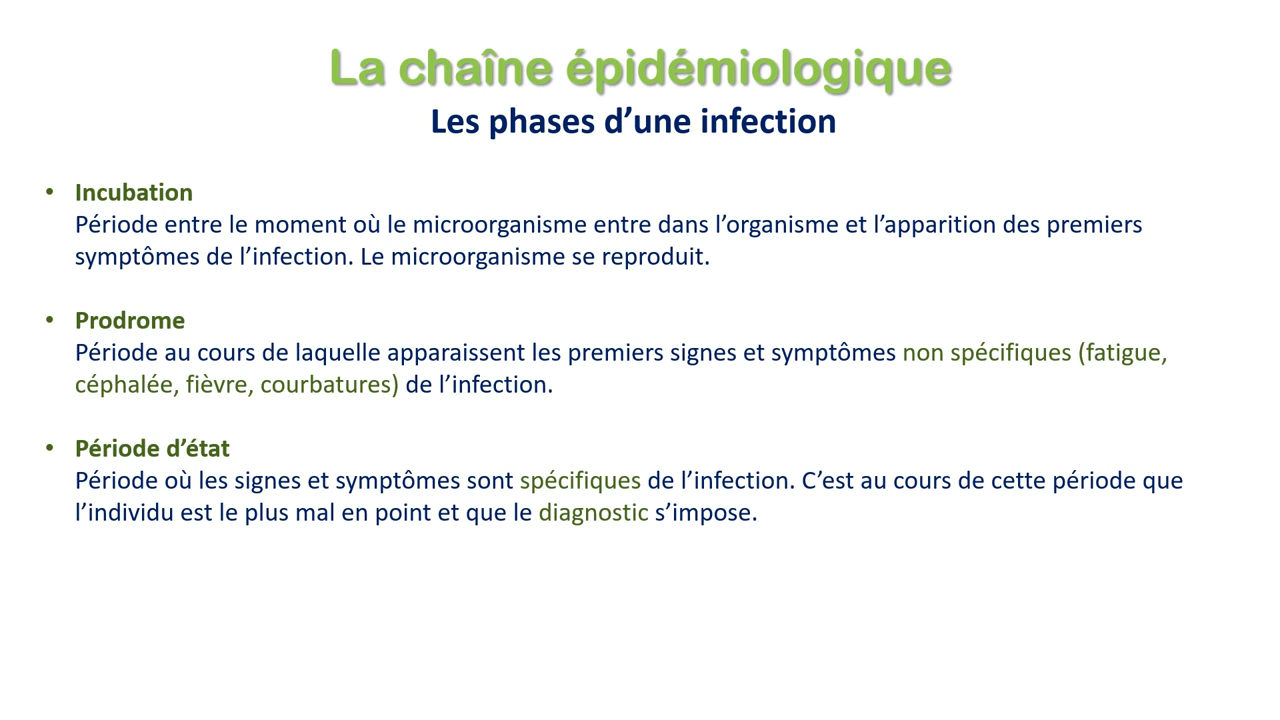 La chaîne épidémiologique
Les phases d’une infection
• Incubation
Période entre le moment où le microorganisme entre dans l’organisme et l’apparition des premiers
symptômes de l’infection. Le microorganisme se reproduit.
• Prodrome
Période au cours de laquelle apparaissent les premiers signes et symptômes non spécifiques (fatigue,
céphalée, fièvre, courbatures) de l’infection.
• Période d’état
Période où les signes et symptômes sont spécifiques de l’infection. C’est au cours de cette période que
l’individu est le plus mal en point et que le diagnostic s’impose.